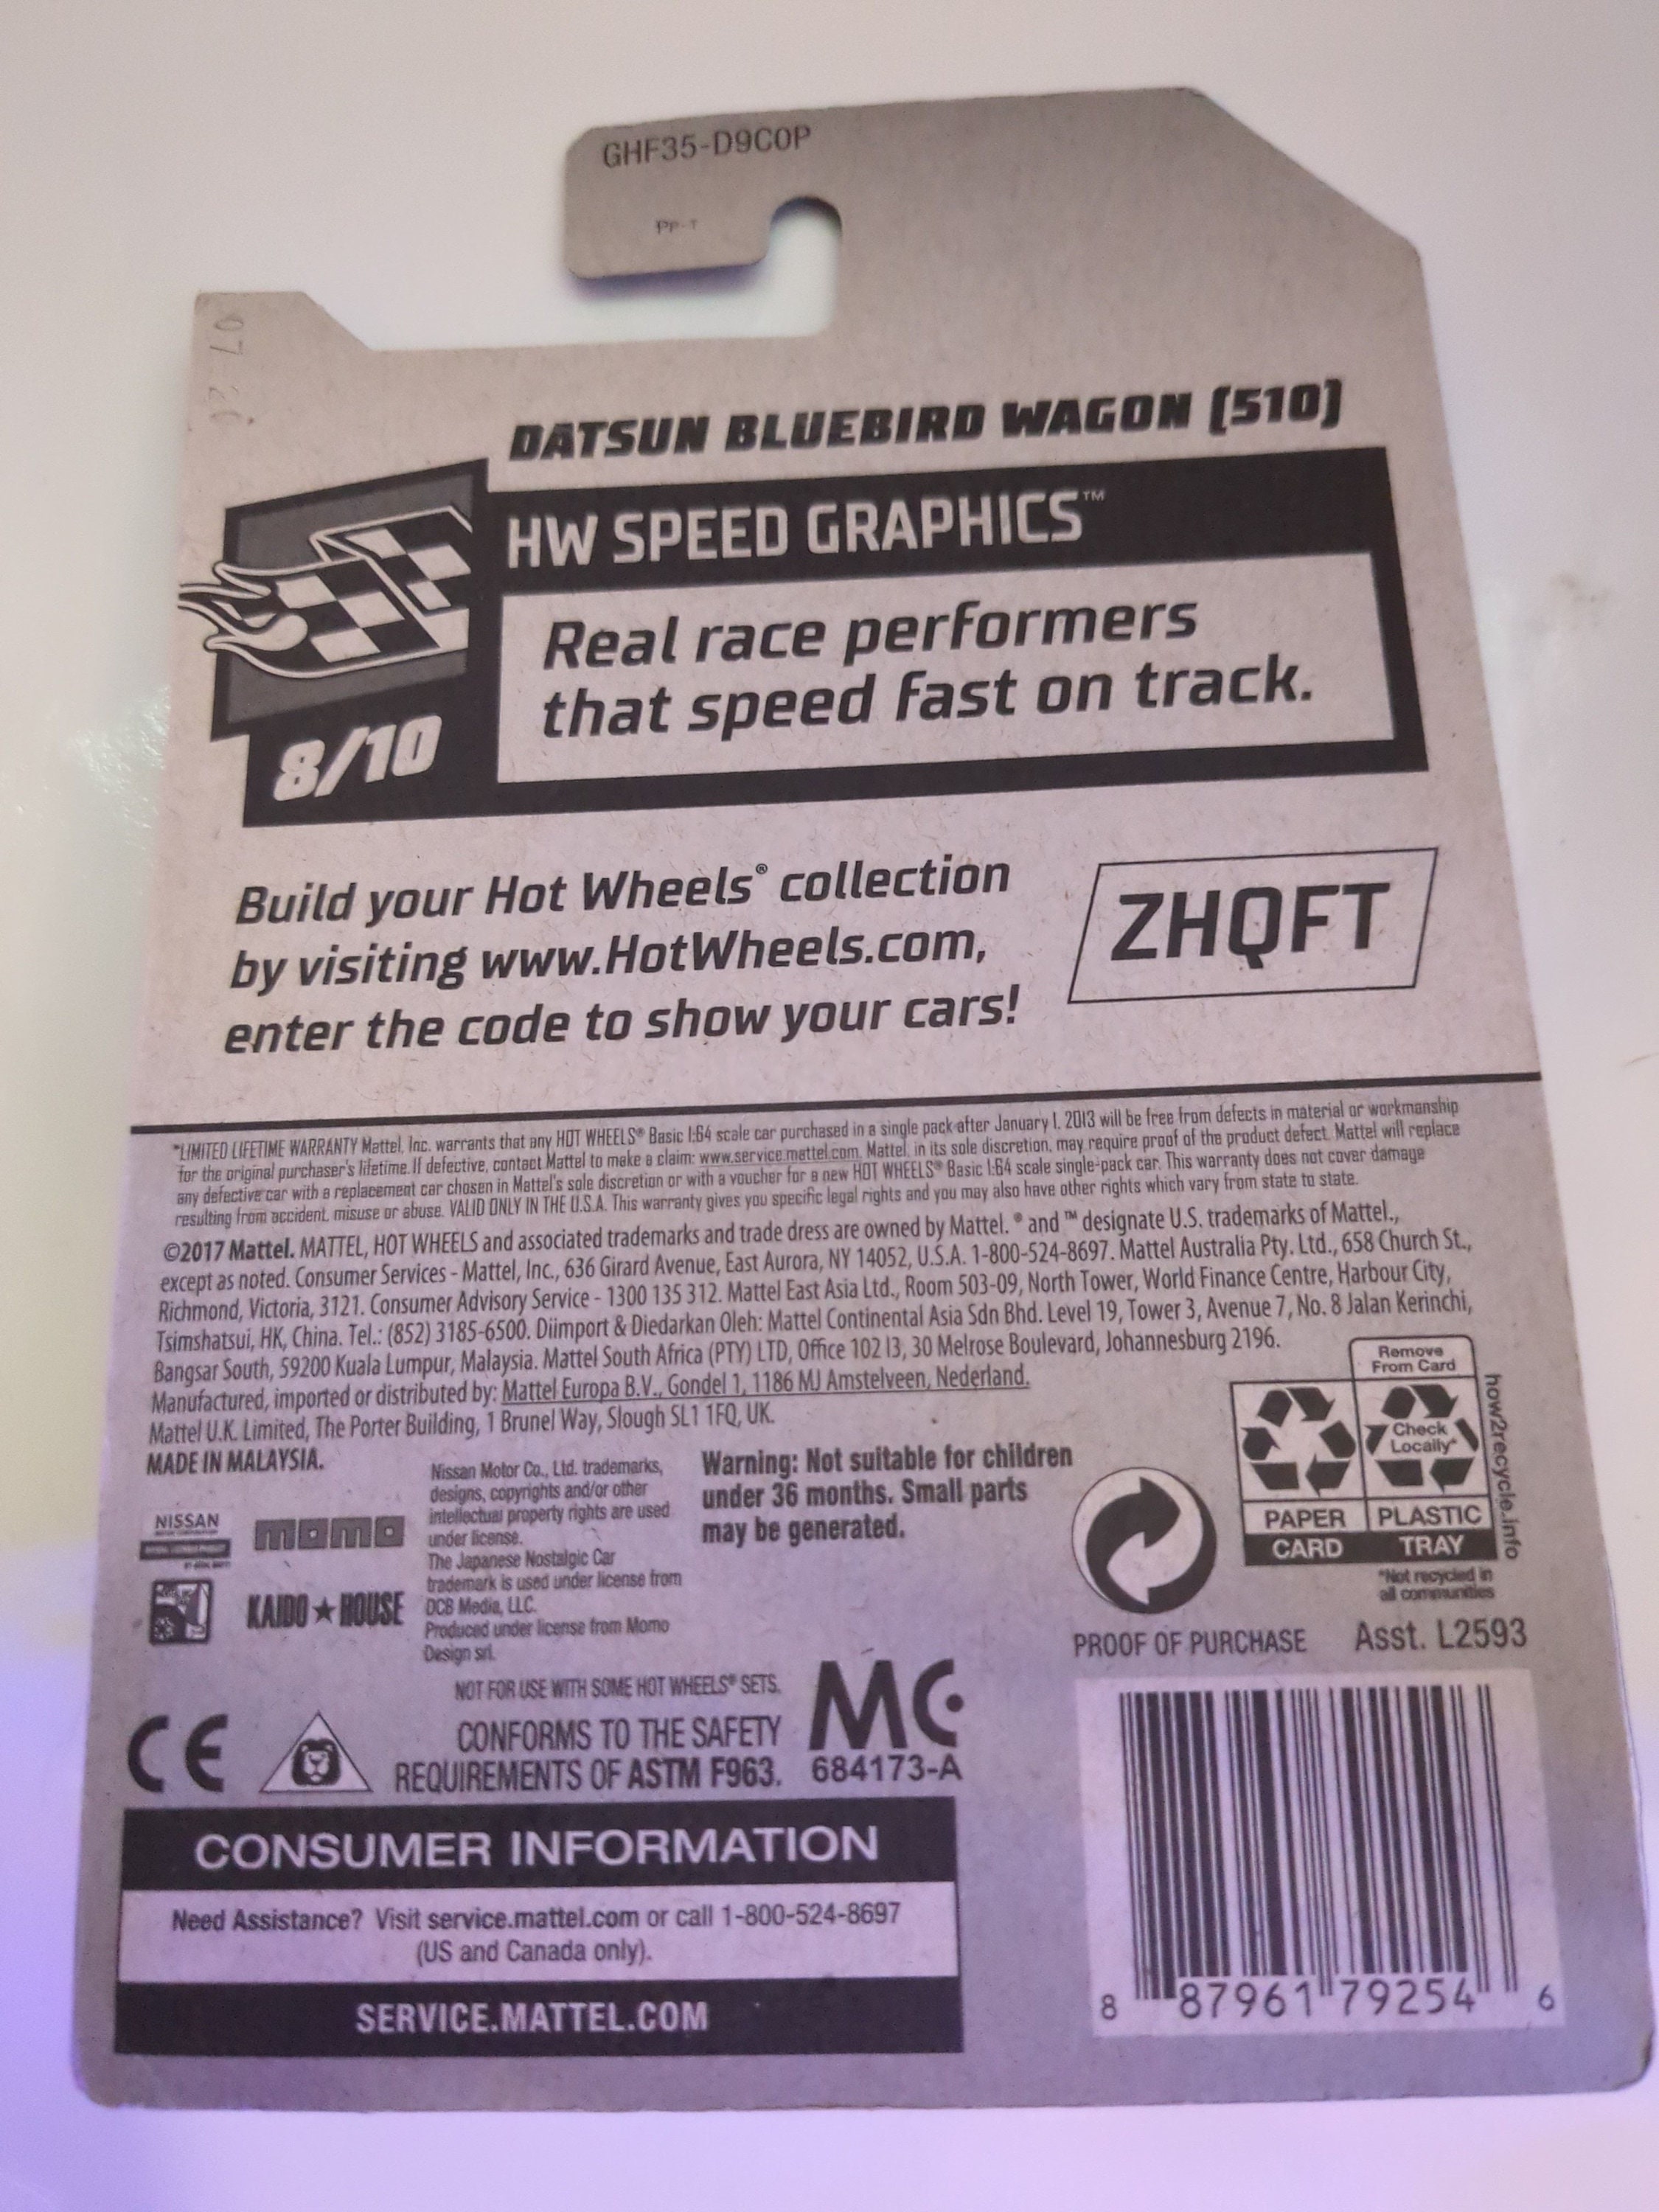 GHF35-D9C0P
PP-T
DATSUN BLUEBIRD WAGON (510)
HW SPEED GRAPHICS™
Real race performers
that speed fast on track.
8/10
Build your Hot Wheels® collection
by visiting www.HotWheels.com,
enter the code to show your cars!
ZHQFT
*LIMITED LIFETIME WARRANTY Mattel, Inc. warrants that any HOT WHEELS® Basic 1:64 scale car purchased in a single pack after January 1, 2013 will be free from defects in material or workmanship
for the original purchaser's lifetime. If defective, contact Mattel to make a claim: www.service.mattel.com. Mattel, in its sole discretion, may require proof of the product defect. Mattel will replace
any defective car with a replacement car chosen in Mattel's sole discretion or with a voucher for a new HOT WHEELS® Basic 1:64 scale single-pack car. This warranty does not cover damage
resulting from accident, misuse or abuse. VALID ONLY IN THE U.S.A. This warranty gives you specific legal rights and you may also have other rights which vary from state to state.
©2017 Mattel. MATTEL, HOT WHEELS and associated trademarks and trade dress are owned by Mattel. ® and ™ designate U.S. trademarks of Mattel.,
except as noted. Consumer Services - Mattel, Inc., 636 Girard Avenue, East Aurora, NY 14052, U.S.A. 1-800-524-8697. Mattel Australia Pty. Ltd., 658 Church St.,
Richmond, Victoria, 3121. Consumer Advisory Service - 1300 135 312. Mattel East Asia Ltd., Room 503-09, North Tower, World Finance Centre, Harbour City,
Tsimshatsui, HK, China. Tel.: (852) 3185-6500. Diimport & Diedarkan Oleh: Mattel Continental Asia Sdn Bhd. Level 19, Tower 3, Avenue 7, No. 8 Jalan Kerinchi,
Bangsar South, 59200 Kuala Lumpur, Malaysia. Mattel South Africa (PTY) LTD, Office 102 I3, 30 Melrose Boulevard, Johannesburg 2196.
Manufactured, imported or distributed by: Mattel Europa B.V., Gondel 1, 1186 MJ Amstelveen, Nederland.
Mattel U.K. Limited, The Porter Building, 1 Brunel Way, Slough SL1 1FQ, UK.
MADE IN MALAYSIA.
NISSAN
momo
KAIDO★HOUSE
Nissan Motor Co., Ltd. trademarks,
designs, copyrights and/or other
intellectual property rights are used
under license.
The Japanese Nostalgic Car
trademark is used under license from
DCB Media, LLC.
Produced under license from Momo
Design srl.
Warning: Not suitable for children
under 36 months. Small parts
may be generated.
Remove
From Card
Check
Locally*
PAPER
CARD
PLASTIC
TRAY
how2recycle.info
*Not recycled in
all communities
PROOF OF PURCHASE
Asst. L2593
NOT FOR USE WITH SOME HOT WHEELS® SETS.
CE
CONFORMS TO THE SAFETY
REQUIREMENTS OF ASTM F963.
MC
684173-A
CONSUMER INFORMATION
Need Assistance? Visit service.mattel.com or call 1-800-524-8697
(US and Canada only).
SERVICE.MATTEL.COM
8 87961 79254 6